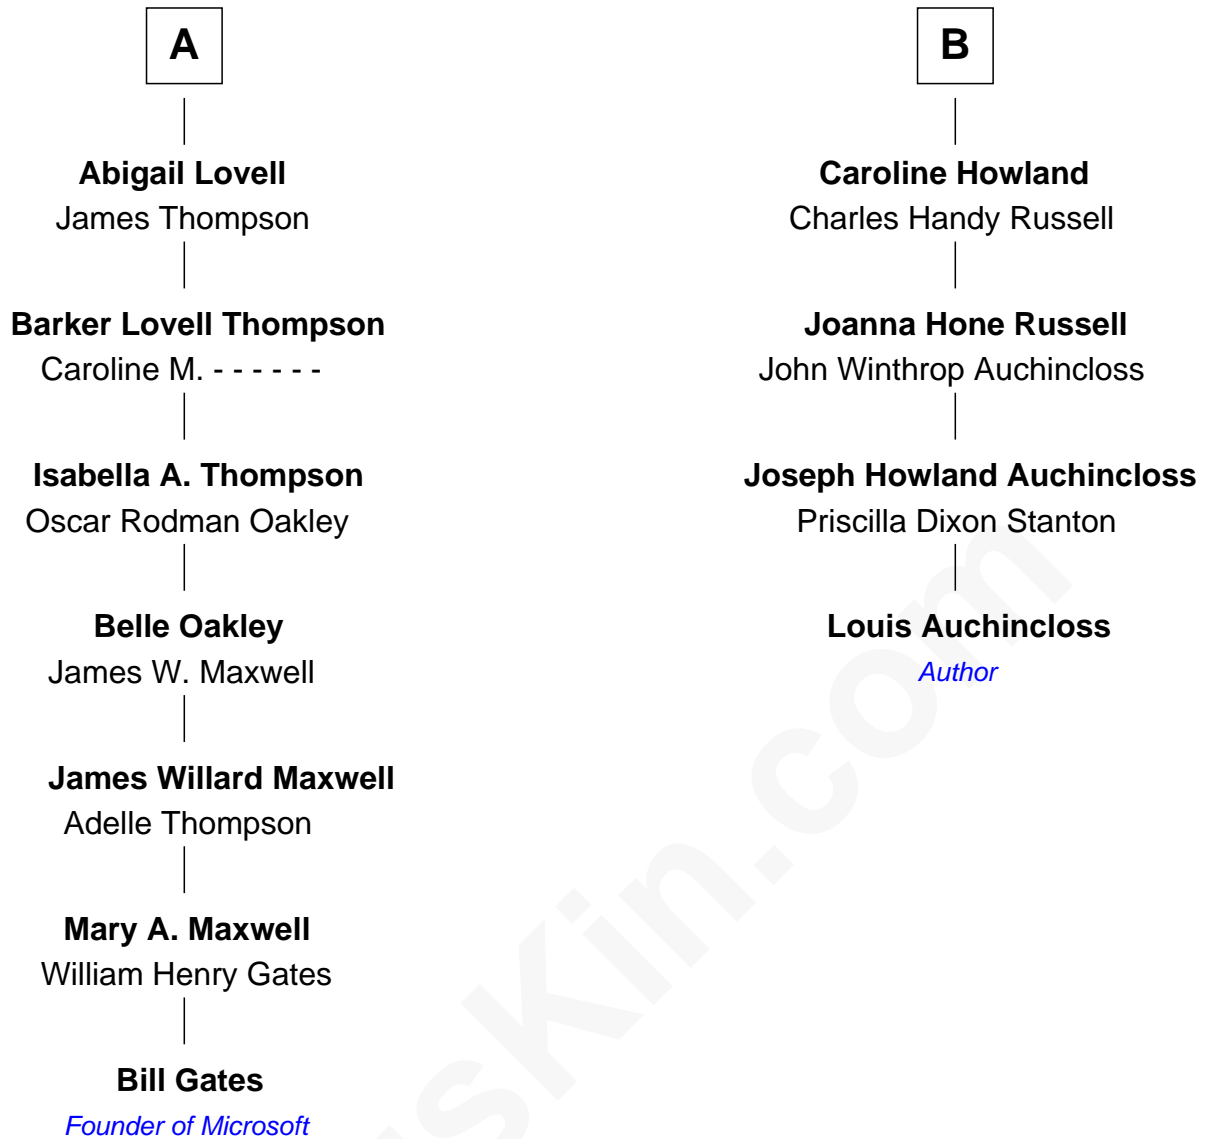 A
Abigail Lovell
James Thompson
Barker Lovell Thompson
Caroline M. - - - - - -
Isabella A. Thompson
Oscar Rodman Oakley
Belle Oakley
James W. Maxwell
James Willard Maxwell
Adelle Thompson
Mary A. Maxwell
William Henry Gates
Bill Gates
Founder of Microsoft
B
Caroline Howland
Charles Handy Russell
Joanna Hone Russell
John Winthrop Auchincloss
Joseph Howland Auchincloss
Priscilla Dixon Stanton
Louis Auchincloss
Author